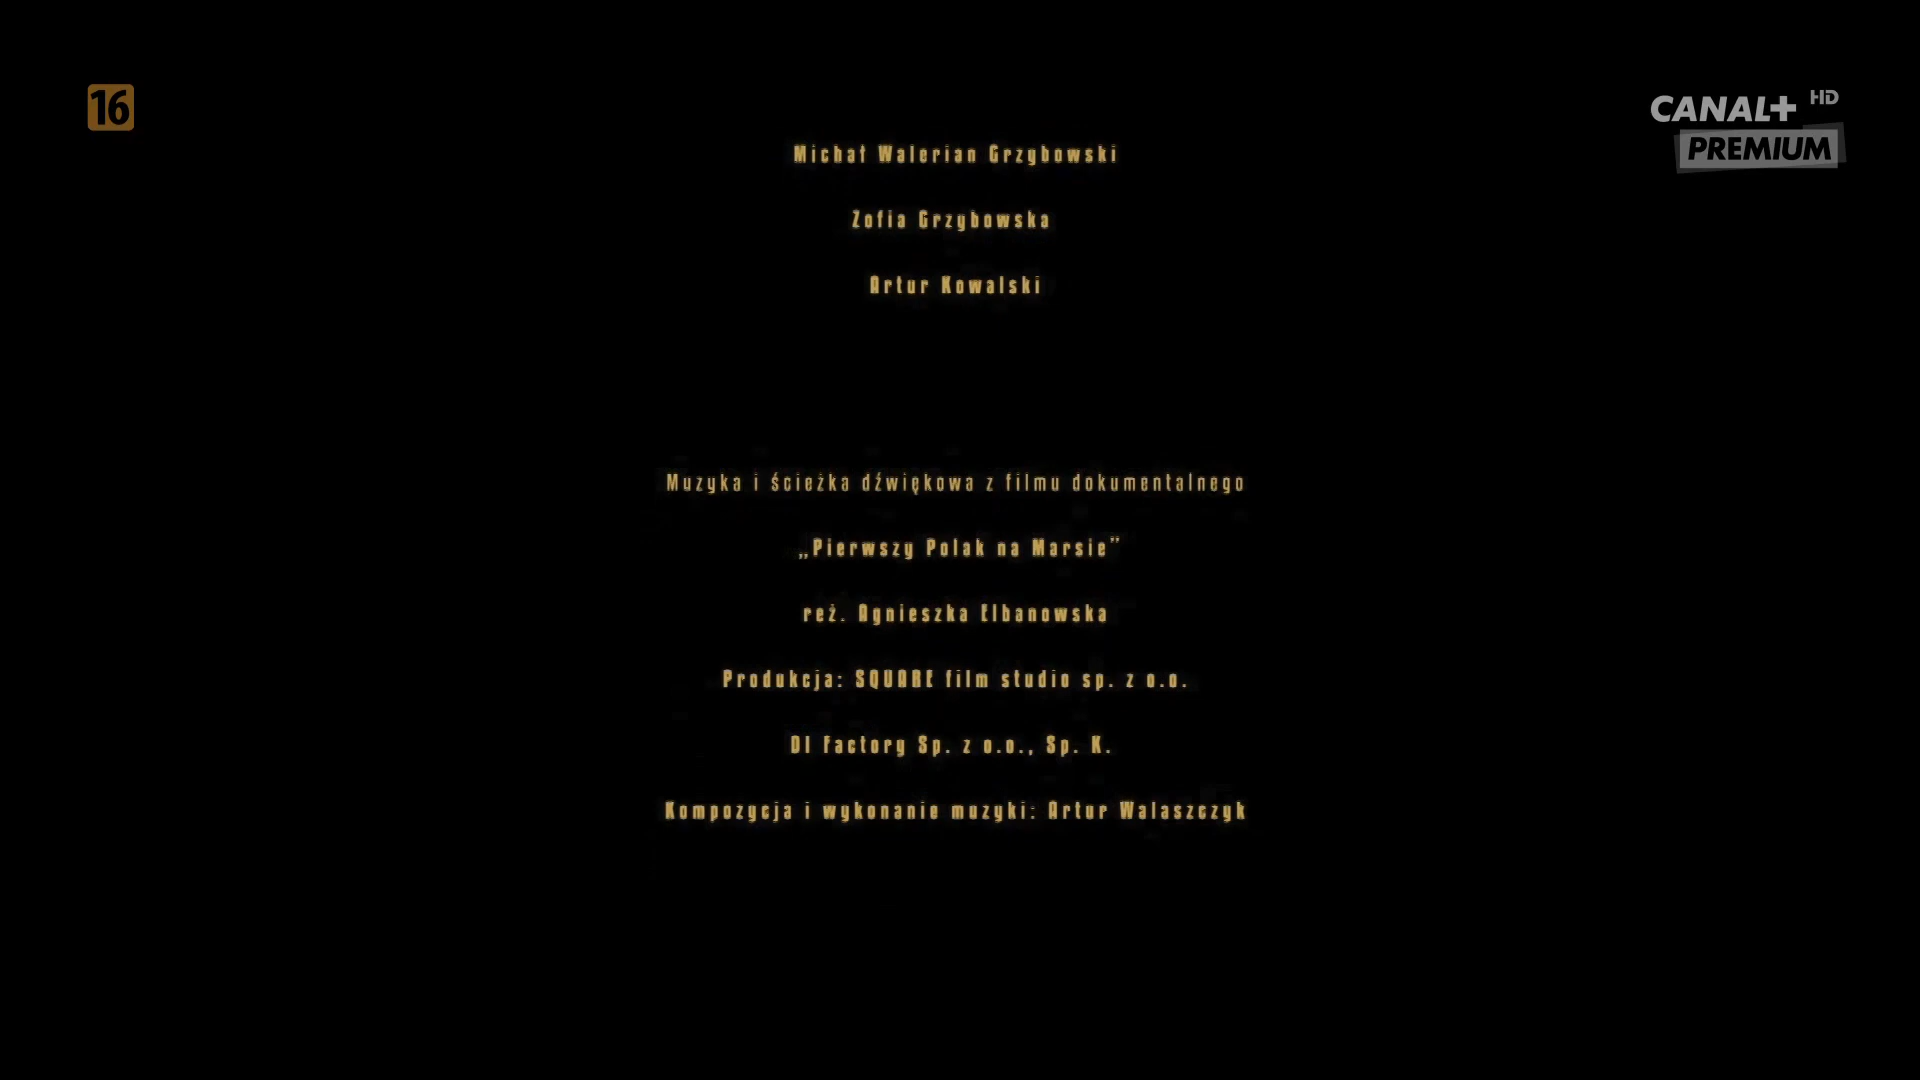 16
CANAL+ HD
PREMIUM
Michał Walerian Grzybowski
Zofia Grzybowska
Artur Kowalski
Muzyka i ścieżka dźwiękowa z filmu dokumentalnego
„Pierwszy Polak na Marsie”
reż. Agnieszka Elbanowska
Produkcja: SQUARE film studio sp. z o.o.
DI Factory Sp. z o.o., Sp. K.
Kompozycja i wykonanie muzyki: Artur Walaszczyk